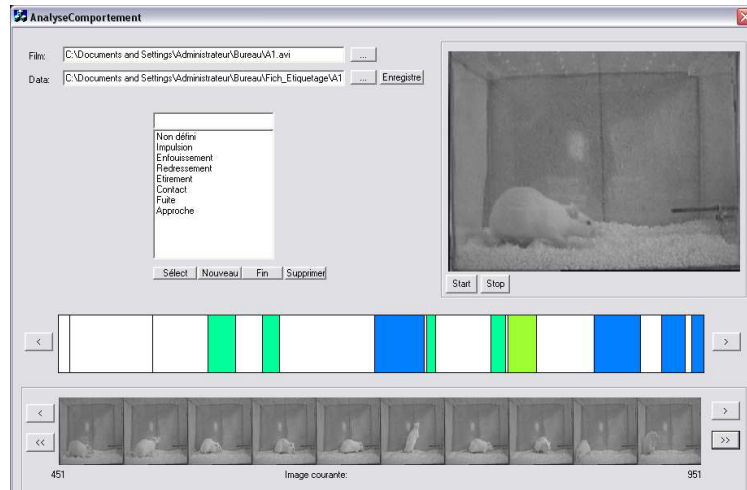 AnalyseComportement
Film: C:\Documents and Settings\Administrateur\Bureau\A1.avi ...
Data: C:\Documents and Settings\Administrateur\Bureau\Fich_Etiquetage\A1 ... Enregistre
Non défini
Impulsion
Enfouissement
Redressement
Etirement
Contact
Fuite
Approche
Sélect Nouveau Fin Supprimer
Start Stop
< >
< >
<< >>
451 Image courante: 951